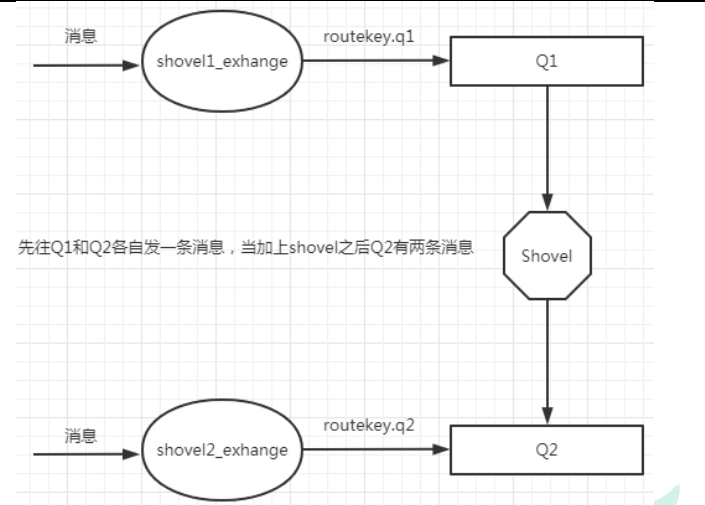 消息
shovel1_exhange
routekey.q1
Q1
先往Q1和Q2各自发一条消息，当加上shovel之后Q2有两条消息
Shovel
消息
shovel2_exhange
routekey.q2
Q2